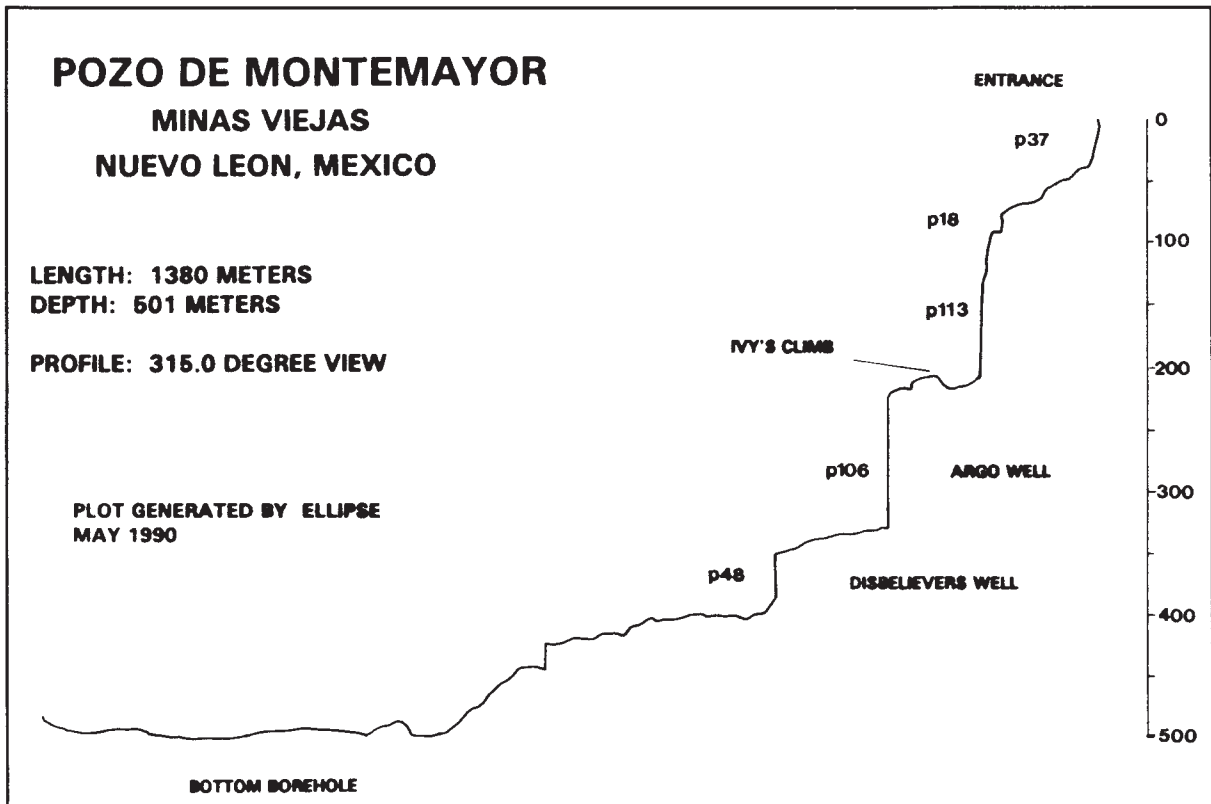 POZO DE MONTEMAYOR
MINAS VIEJAS
NUEVO LEON, MEXICO
LENGTH: 1380 METERS
DEPTH: 501 METERS
PROFILE: 315.0 DEGREE VIEW
PLOT GENERATED BY ELLIPSE
MAY 1990
ENTRANCE
p37
p18
p113
IVY'S CLIMB
p106
ARGO WELL
p48
DISBELIEVERS WELL
BOTTOM BOREHOLE
0
100
200
300
400
500